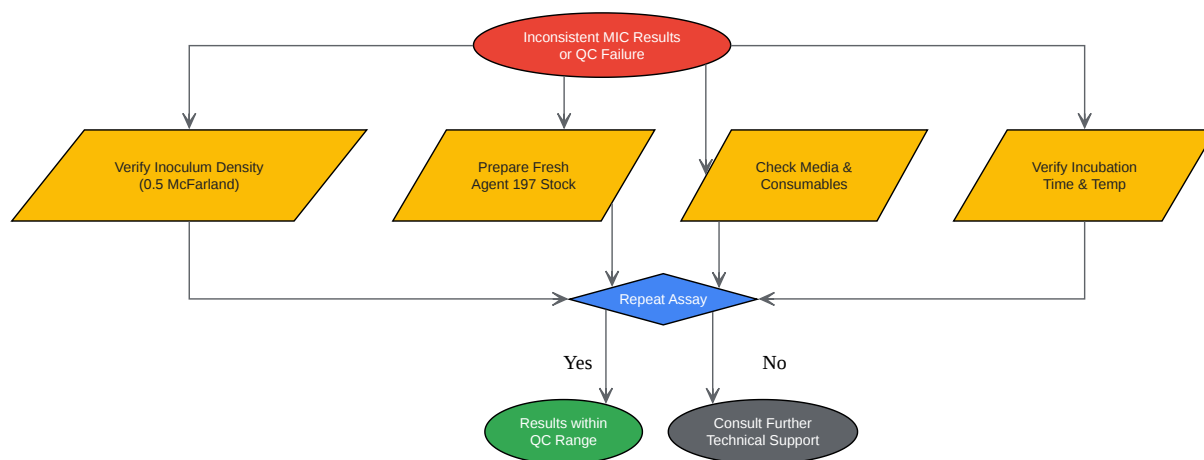 Inconsistent MIC Results
or QC Failure
Verify Inoculum Density
(0.5 McFarland)
Prepare Fresh
Agent 197 Stock
Check Media &
Consumables
Verify Incubation
Time & Temp
Repeat Assay
Yes
No
Results within
QC Range
Consult Further
Technical Support